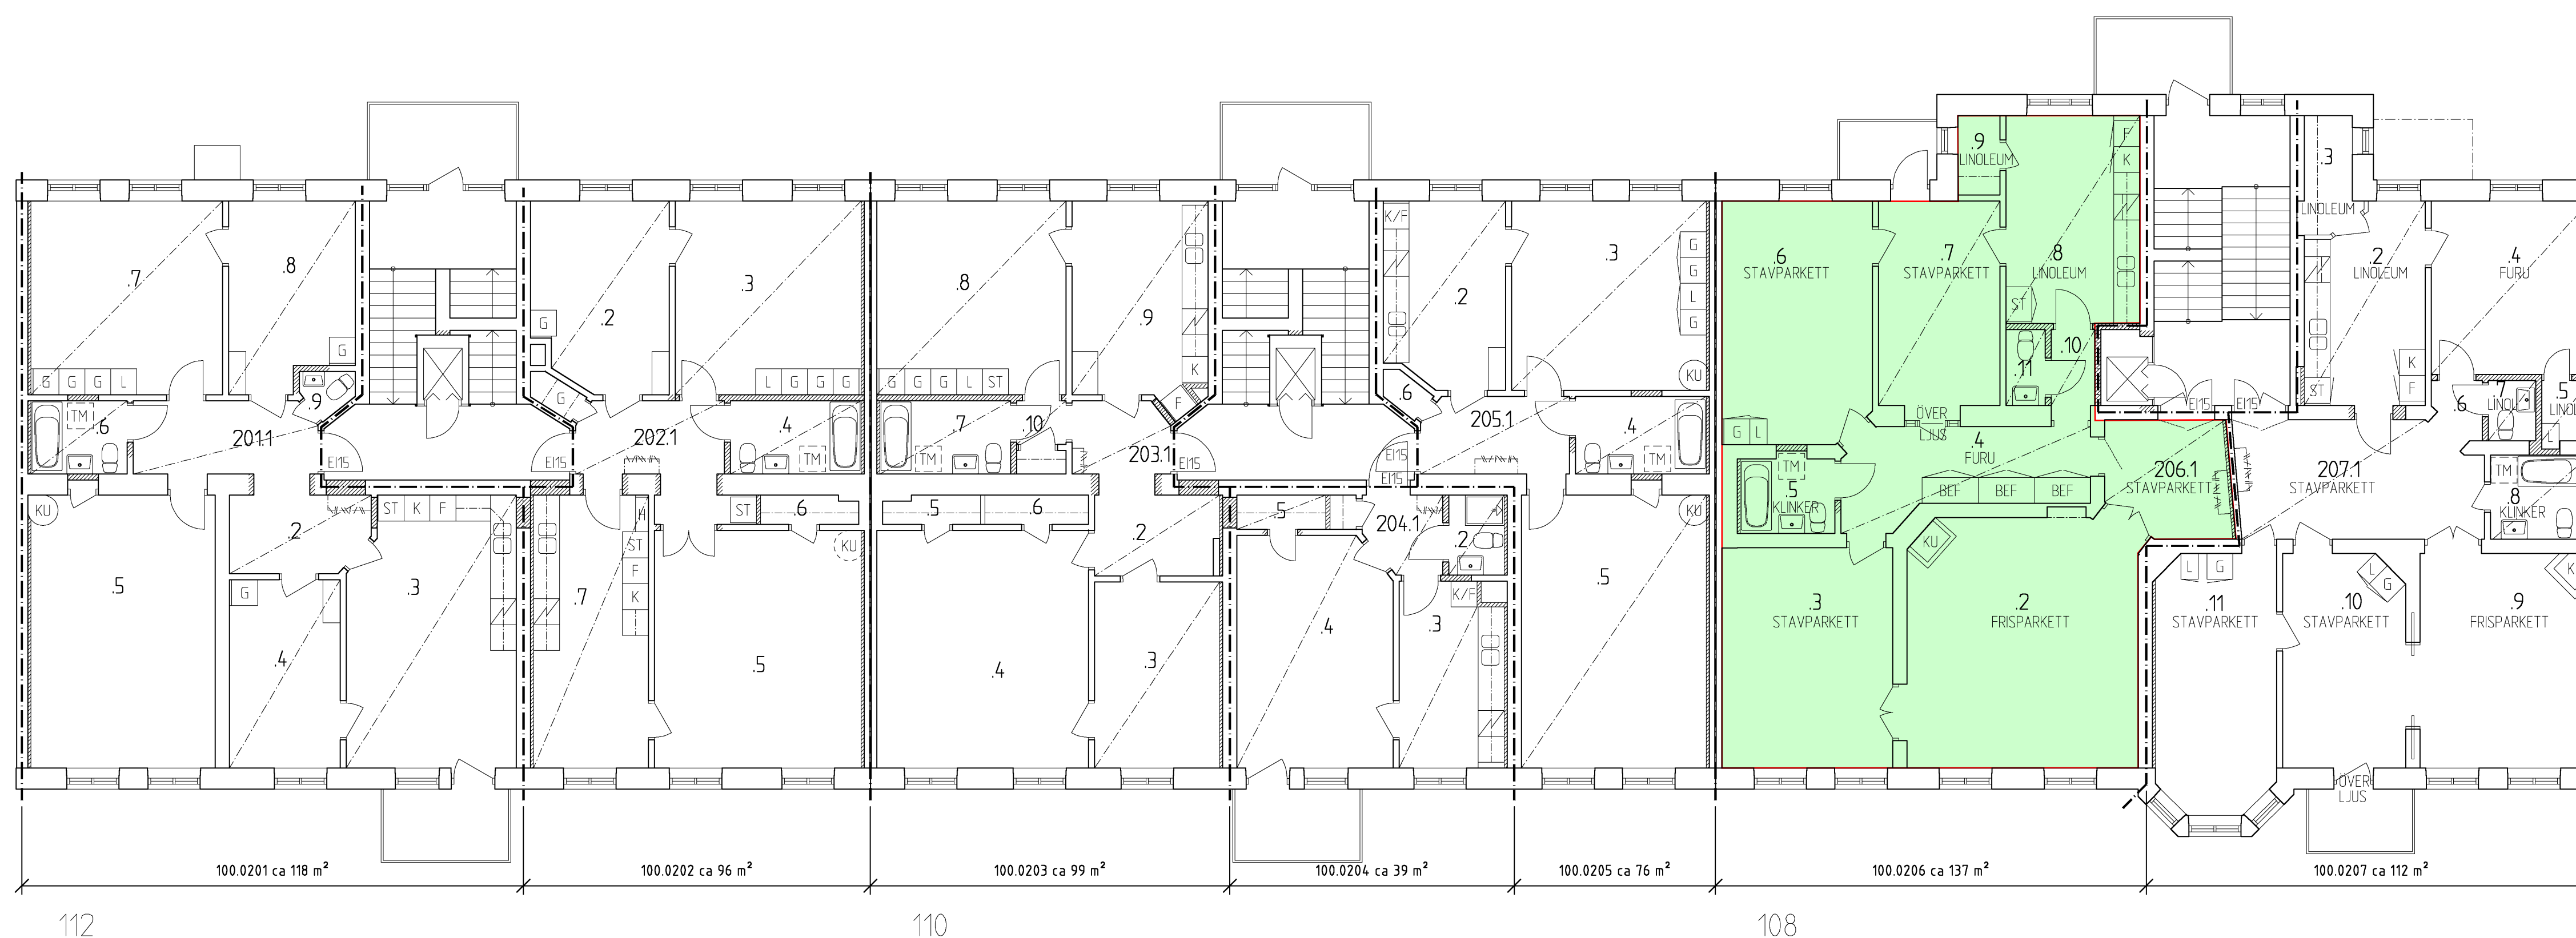 .7
.8
G
G G G L
.9
TM
.6
201.1
EI15
KU
.2
ST K F
.5
.3
G
.4
.2
.3
G
G
L G G G
202.1
EI15
.4
TM
H
ST
F
K
.7
ST
.6
KU
.5
.8
.9
K
F
G G G L ST
.7
TM
.10
203.1
EI15
.5
.6
.2
.4
.3
K/F
.2
.3
G
G
L
G
KU
.6
205.1
EI15
EI15
.4
TM
.5
204.1
.2
K/F
.3
.4
KU
.5
.9
LINOLEUM
F
K
.6
STAVPARKETT
.7
STAVPARKETT
.8
LINOLEUM
ST
.10
.11
ÖVER
LJUS
G L
.4
FURU
TM
.5
KLINKER
BEF BEF BEF
206.1
STAVPARKETT
KU
.3
STAVPARKETT
.2
FRISPARKETT
EI15
EI15
.3
LINOLEUM
.2
LINOLEUM
K
F
ST
.4
FURU
.7
LINOL
.6
.5
LINOL
L
207.1
STAVPARKETT
TM
.8
KLINKER
L G
L
G
K
.11
STAVPARKETT
.10
STAVPARKETT
.9
FRISPARKETT
ÖVER
LJUS
100.0201 ca 118 m²
100.0202 ca 96 m²
100.0203 ca 99 m²
100.0204 ca 39 m²
100.0205 ca 76 m²
100.0206 ca 137 m²
100.0207 ca 112 m²
112
110
108